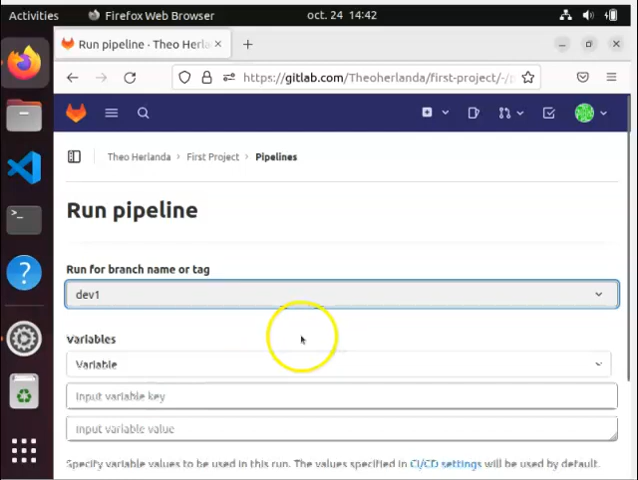 Activities
Firefox Web Browser
oct. 24 14:42
Run pipeline - Theo Herla
https://gitlab.com/Theoherlanda/first-project/-/p
Theo Herlanda › First Project › Pipelines
Run pipeline
Run for branch name or tag
dev1
Variables
Variable
Input variable key
Input variable value
Specify variable values to be used in this run. The values specified in CI/CD settings will be used by default.